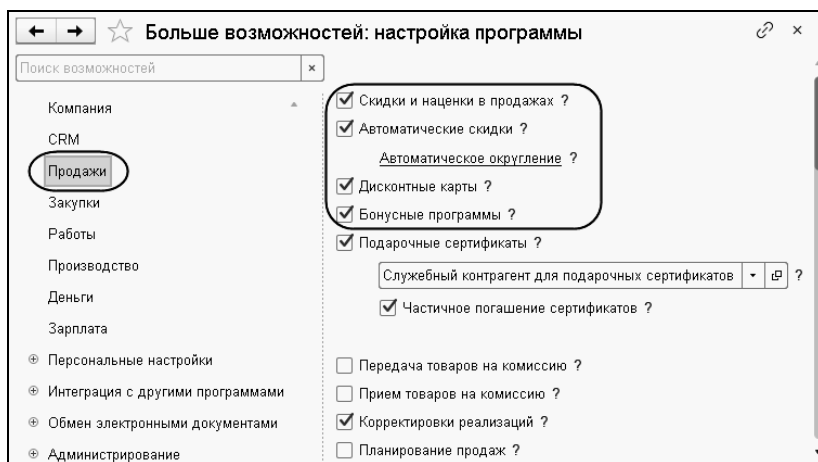 Больше возможностей: настройка программы
Поиск возможностей
Компания
CRM
Продажи
Закупки
Работы
Производство
Деньги
Зарплата
Персональные настройки
Интеграция с другими программами
Обмен электронными документами
Администрирование
Скидки и наценки в продажах ?
Автоматические скидки ?
Автоматическое округление ?
Дисконтные карты ?
Бонусные программы ?
Подарочные сертификаты ?
Служебный контрагент для подарочных сертификатов ?
Частичное погашение сертификатов ?
Передача товаров на комиссию ?
Прием товаров на комиссию ?
Корректировки реализаций ?
Планирование продаж ?